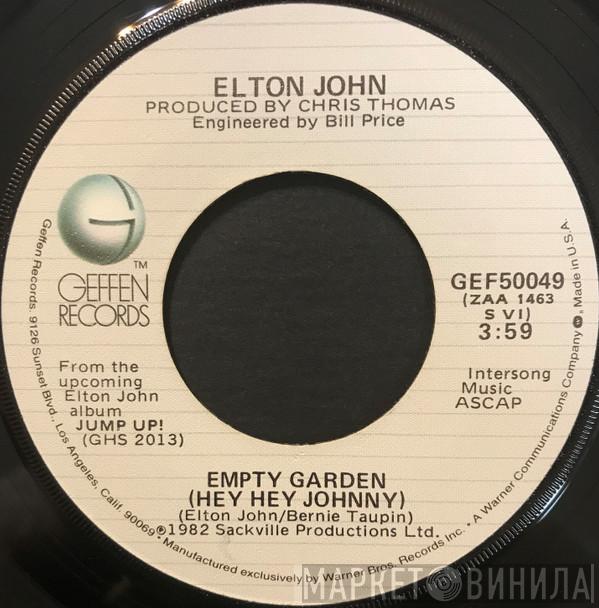 ELTON JOHN
PRODUCED BY CHRIS THOMAS
Engineered by Bill Price
TM
GEFFEN
RECORDS
GEF50049
(ZAA 1463
S VI)
3:59
From the
upcoming
Elton John
album
JUMP UP!
(GHS 2013)
Intersong
Music
ASCAP
EMPTY GARDEN
(HEY HEY JOHNNY)
(Elton John/Bernie Taupin)
℗1982 Sackville Productions Ltd.
Geffen Records, 9126 Sunset Blvd., Los Angeles, Calif. 90069 • Manufactured exclusively by Warner Bros. Records Inc. • A Warner Communications Company ℗, Made in U.S.A.
МАРКЕТ ВИНИЛА